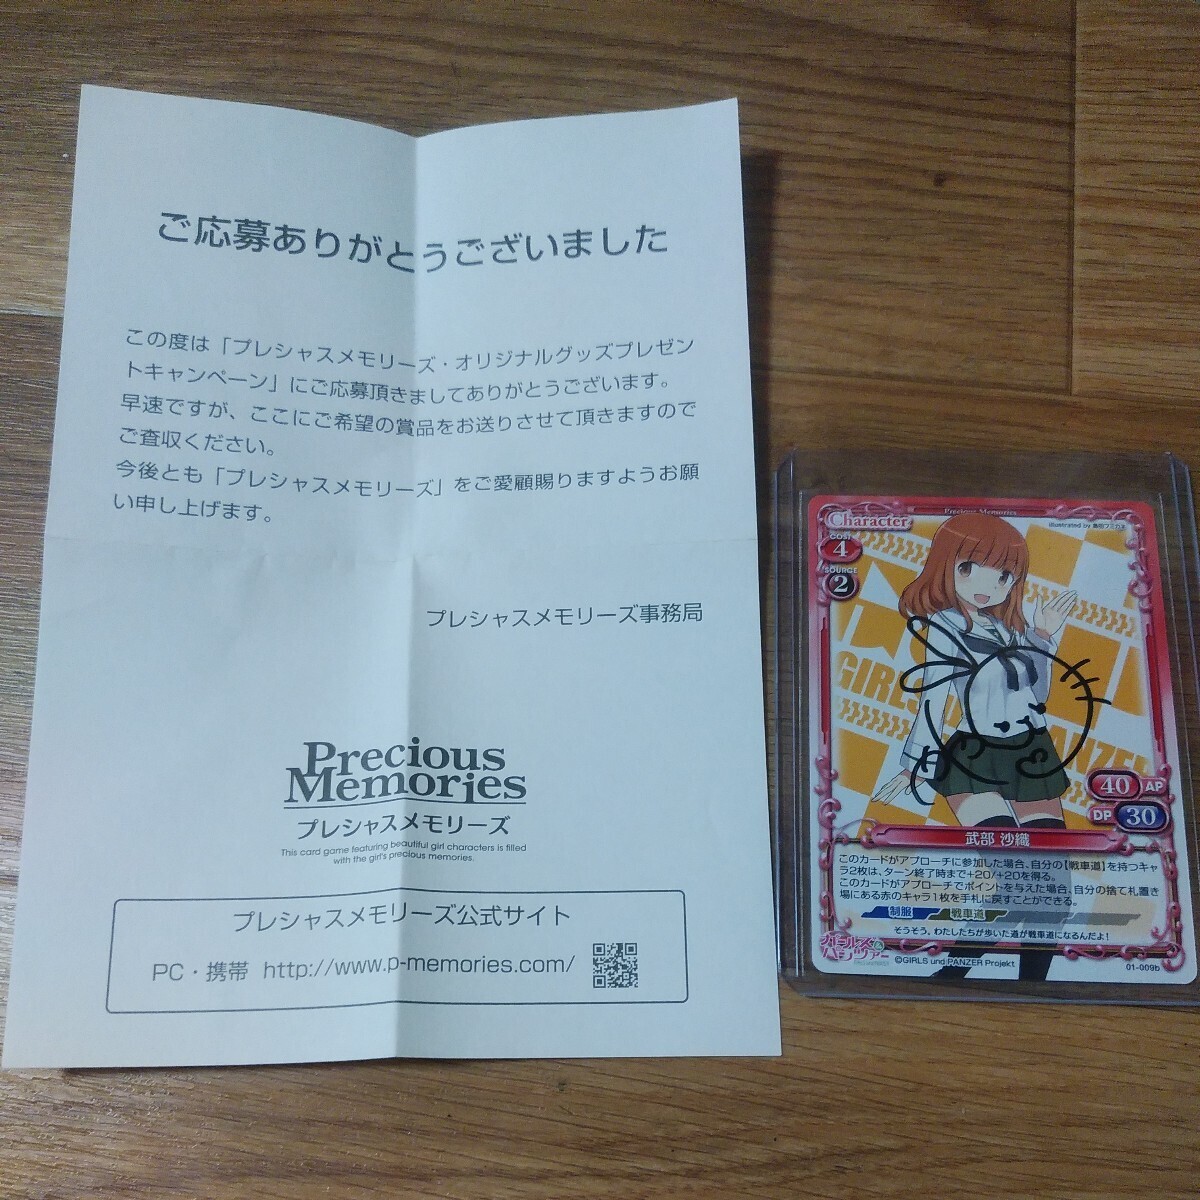 ご応募ありがとうございました
この度は「プレシャスメモリーズ・オリジナルグッズプレゼン
トキャンペーン」にご応募頂きましてありがとうございます。
早速ですが、ここにご希望の賞品をお送りさせて頂きますので
ご査収ください。
今後とも「プレシャスメモリーズ」をご愛顧賜りますようお願
い申し上げます。
プレシャスメモリーズ事務局
Precious
Memories
プレシャスメモリーズ
This card game featuring beautiful girl characters is filled
with the girl's precious memories.
プレシャスメモリーズ公式サイト
PC・携帯 http://www.p-memories.com/
Character
Precious Memories
illustrated by 島田フミカネ
COST
4
SOURCE
2
GIRLS
PANZER
40 AP
DP 30
武部 沙織
このカードがアプローチに参加した場合、自分の【戦車道】を持つキャ
ラ2枚は、ターン終了時まで+20/+20を得る。
このカードがアプローチでポイントを与えた場合、自分の捨て札置き
場にある赤のキャラ1枚を手札に戻すことができる。
制服 戦車道
そうそう、わたしたちが歩いた道が戦車道になるんだよ!
ガールズ&
パンツァー
©GIRLS und PANZER Projekt
01-009b